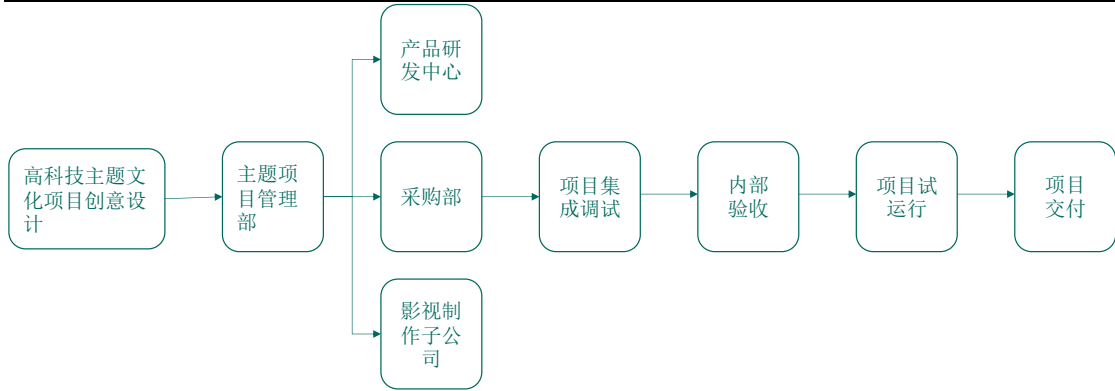 产品研
发中心
高科技主题文
化项目创意设
计
主题项
目管理
部
采购部
项目集
成调试
内部
验收
项目试
运行
项目
交付
影视制
作子公
司